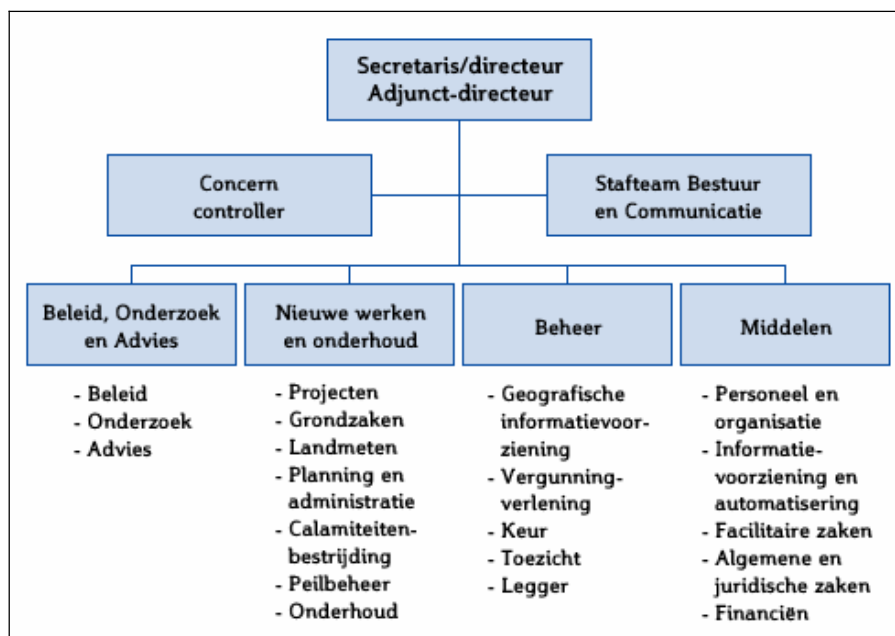 Secretaris/directeur
Adjunct-directeur
Concern
controller
Stafteam Bestuur
en Communicatie
Beleid, Onderzoek
en Advies
- Beleid
- Onderzoek
- Advies
Nieuwe werken
en onderhoud
- Projecten
- Grondzaken
- Landmeten
- Planning en
administratie
- Calamiteiten-
bestrijding
- Peilbeheer
- Onderhoud
Beheer
- Geografische
informatievoor-
ziening
- Vergunning-
verlening
- Keur
- Toezicht
- Legger
Middelen
- Personeel en
organisatie
- Informatie-
voorziening en
automatisering
- Facilitaire zaken
- Algemene en
juridische zaken
- Financiën